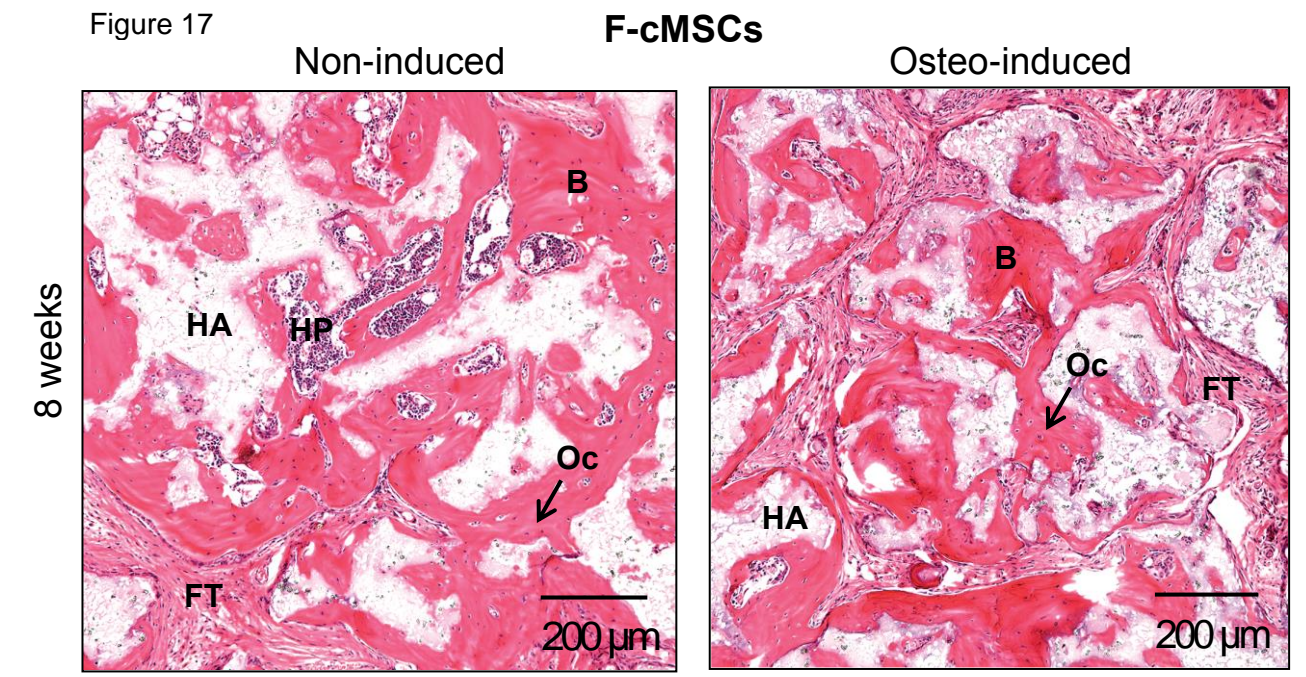 Figure 17
F-cMSCs
Non-induced
Osteo-induced
8 weeks
B
HA
HP
Oc
FT
200 µm
B
Oc
FT
HA
200 µm